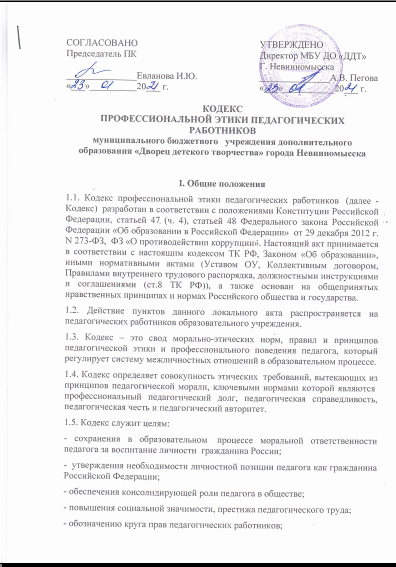 СОГЛАСОВАНО
Председатель ПК
Евланова И.Ю.
«23» 01 2021 г.
УТВЕРЖДЕНО
Директор МБУ ДО «ДДТ»
Г. Невинномысска
А.В. Пегова
« » 01 2021 г.
КОДЕКС
ПРОФЕССИОНАЛЬНОЙ ЭТИКИ ПЕДАГОГИЧЕСКИХ
РАБОТНИКОВ
муниципального бюджетного учреждения дополнительного
образования «Дворец детского творчества» города Невинномысска
I. Общие положения
1.1. Кодекс профессиональной этики педагогических работников (далее -
Кодекс) разработан в соответствии с положениями Конституции Российской
Федерации, статьей 47 (ч. 4), статьей 48 Федерального закона Российской
Федерации «Об образовании в Российской Федерации» от 29 декабря 2012 г.
N 273-ФЗ, ФЗ «О противодействии коррупции». Настоящий акт принимается
в соответствии с настоящим кодексом ТК РФ, Законом «Об образовании»,
иными нормативными актами (Уставом ОУ, Коллективным договором,
Правилами внутреннего трудового распорядка, должностными инструкциями
и соглашениями (ст.8 ТК РФ)), а также основан на общепринятых
нравственных принципах и нормах Российского общества и государства.
1.2. Действие пунктов данного локального акта распространяется на
педагогических работников образовательного учреждения.
1.3. Кодекс – это свод морально-этических норм, правил и принципов
педагогической этики и профессионального поведения педагога, который
регулирует систему межличностных отношений в образовательном процессе.
1.4. Кодекс определяет совокупность этических требований, вытекающих из
принципов педагогической морали, ключевыми нормами которой являются
профессиональный педагогический долг, педагогическая справедливость,
педагогическая честь и педагогический авторитет.
1.5. Кодекс служит целям:
- сохранения в образовательном процессе моральной ответственности
педагога за воспитание личности гражданина России;
- утверждения необходимости личностной позиции педагога как гражданина
Российской Федерации;
- обеспечения консолидирующей роли педагога в обществе;
- повышения социальной значимости, престижа педагогического труда;
- обозначению круга прав педагогических работников;